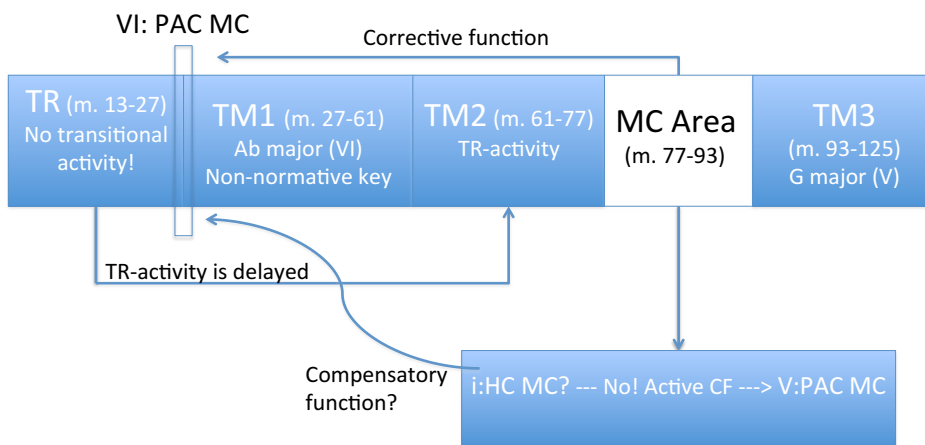 VI: PAC MC
Corrective function
TR (m. 13-27)
No transitional
activity!
TM1 (m. 27-61)
Ab major (VI)
Non-normative key
TM2 (m. 61-77)
TR-activity
MC Area
(m. 77-93)
TM3
(m. 93-125)
G major (V)
TR-activity is delayed
Compensatory
function?
i:HC MC? --- No! Active CF ---> V:PAC MC